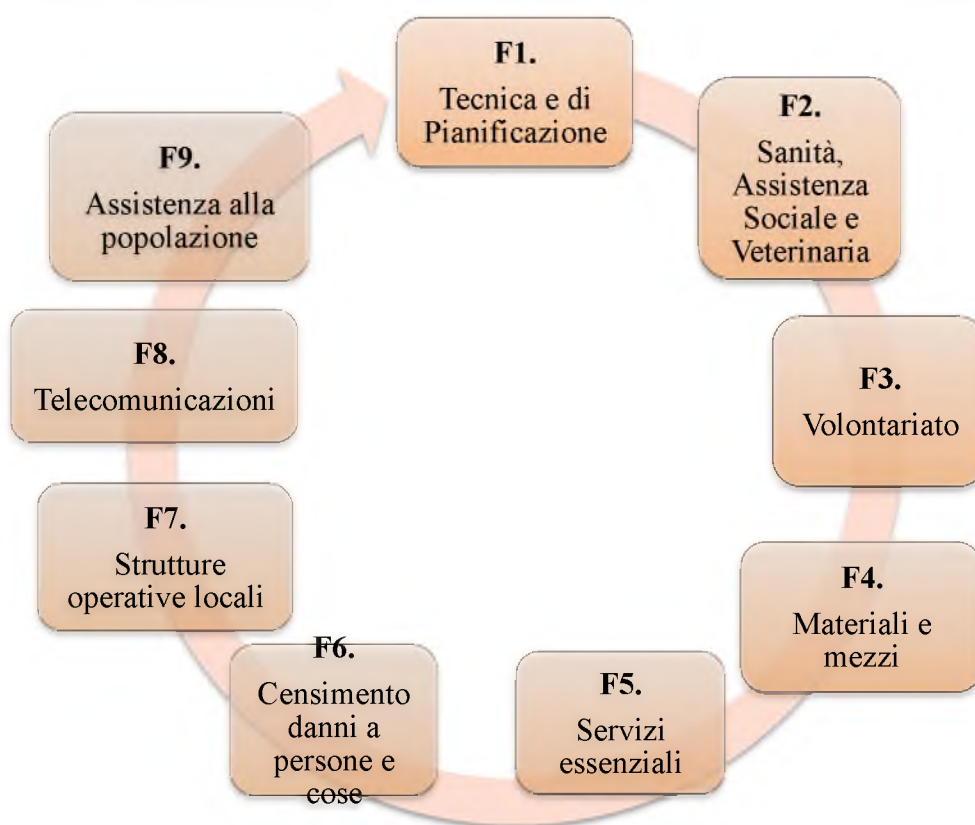 F1.
Tecnica e di
Pianificazione
F2.
Sanità,
Assistenza
Sociale e
Veterinaria
F3.
Volontariato
F4.
Materiali e
mezzi
F5.
Servizi
essenziali
F6.
Censimento
danni a
persone e
cose
F7.
Strutture
operative locali
F8.
Telecomunicazioni
F9.
Assistenza alla
popolazione